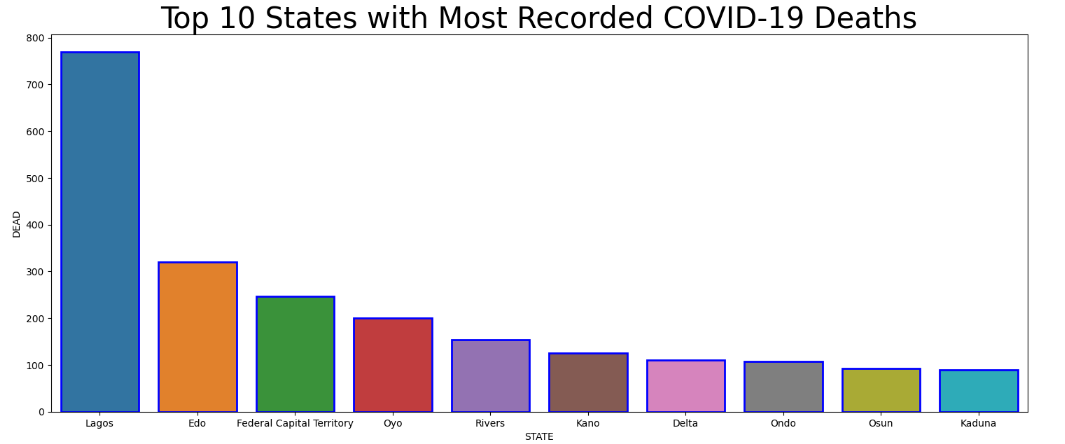 Top 10 States with Most Recorded COVID-19 Deaths
800
700
600
500
400
300
200
100
0
DEAD
Lagos Edo Federal Capital Territory Oyo Rivers Kano Delta Ondo Osun Kaduna
STATE